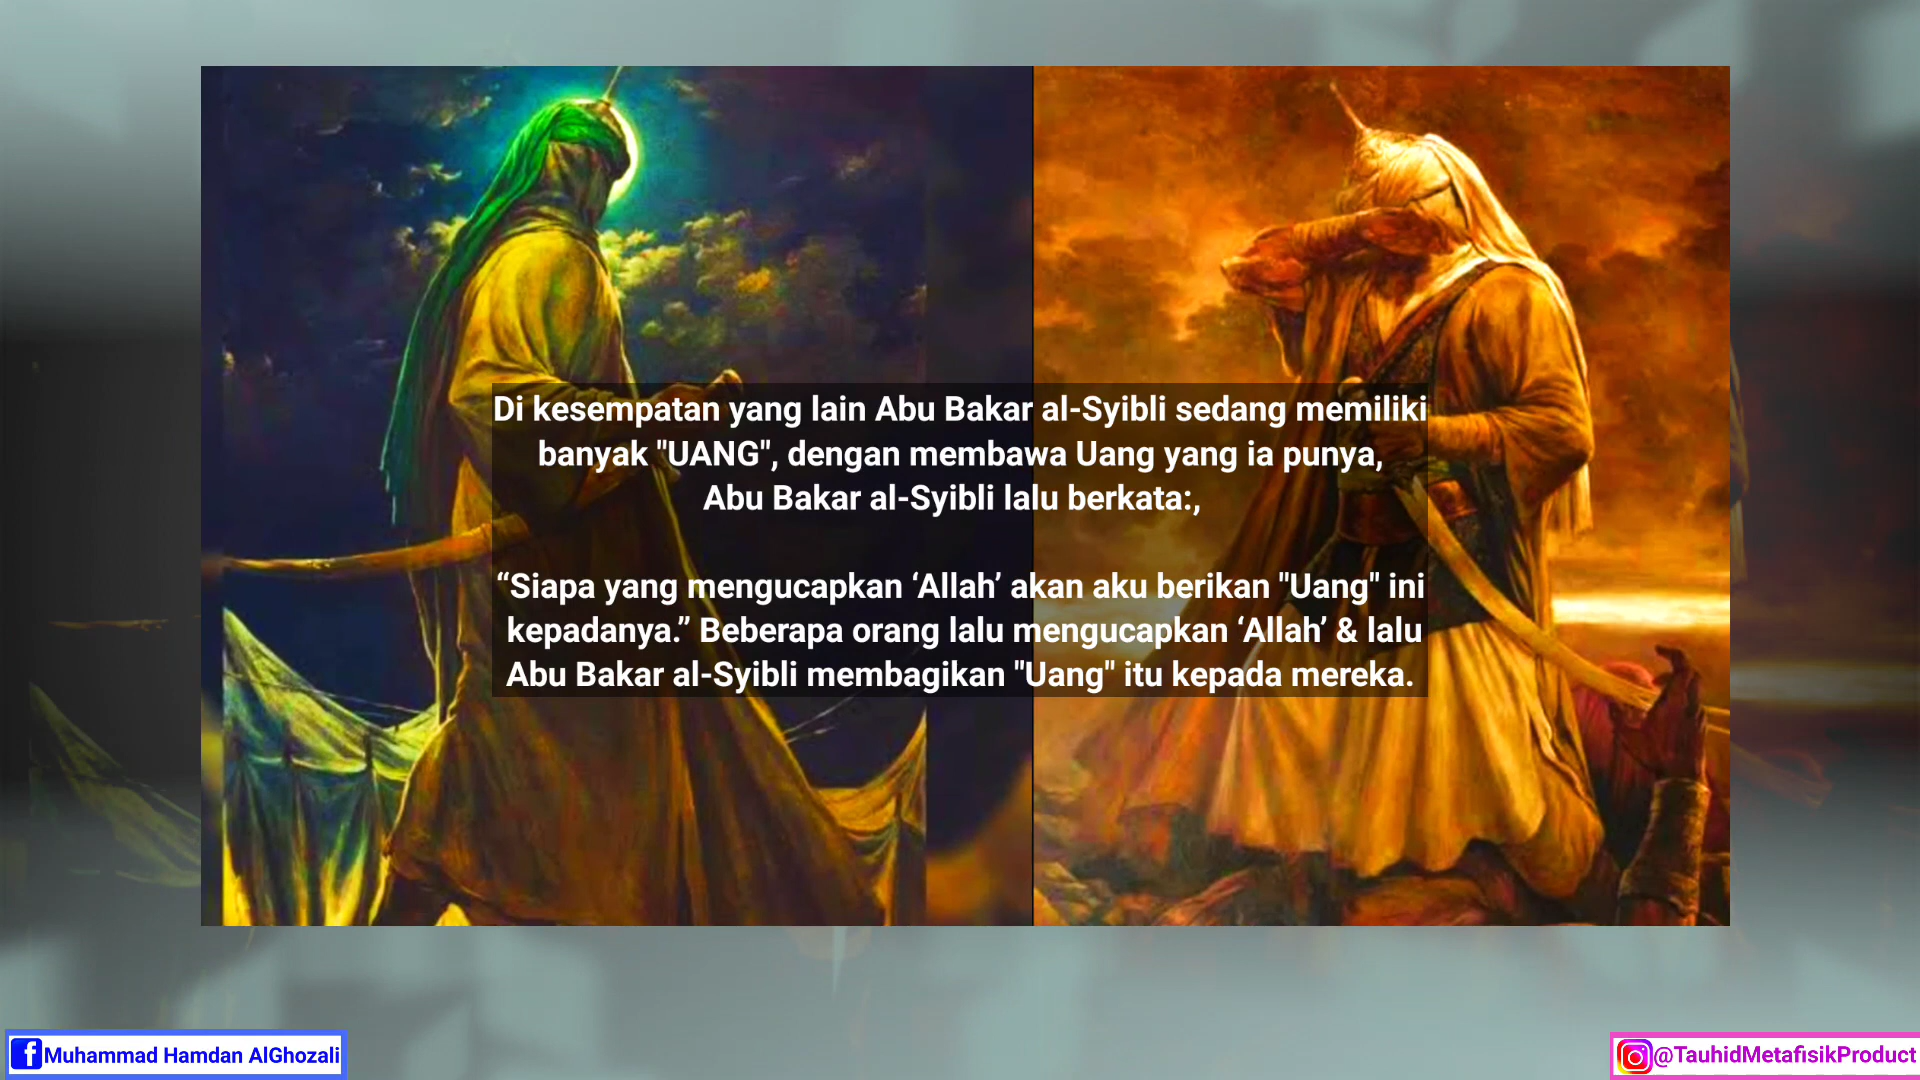 Di kesempatan yang lain Abu Bakar al-Syibli sedang memiliki
banyak "UANG", dengan membawa Uang yang ia punya,
Abu Bakar al-Syibli lalu berkata:,
“Siapa yang mengucapkan ‘Allah’ akan aku berikan "Uang" ini
kepadanya.” Beberapa orang lalu mengucapkan ‘Allah’ & lalu
Abu Bakar al-Syibli membagikan "Uang" itu kepada mereka.
Muhammad Hamdan AlGhozali
@TauhidMetafisikProduct